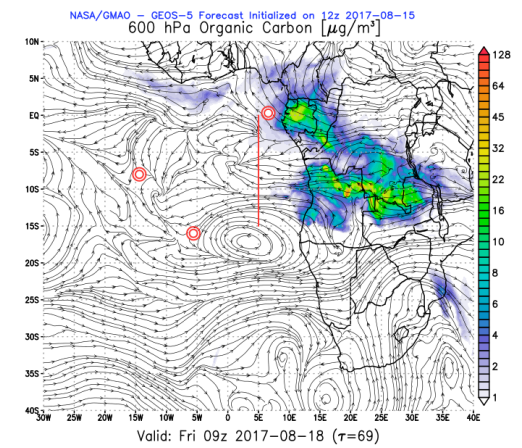 NASA/GMAO - GEOS-5 Forecast Initialized on 12z 2017-08-15
600 hPa Organic Carbon [μg/m³]
10N
5N
EQ
5S
10S
15S
20S
25S
30S
35S
40S
30W 25W 20W 15W 10W 5W 0 5E 10E 15E 20E 25E 30E 35E 40E
128
64
45
32
22
16
10
8
6
4
2
1
Valid: Fri 09z 2017-08-18 (τ=69)